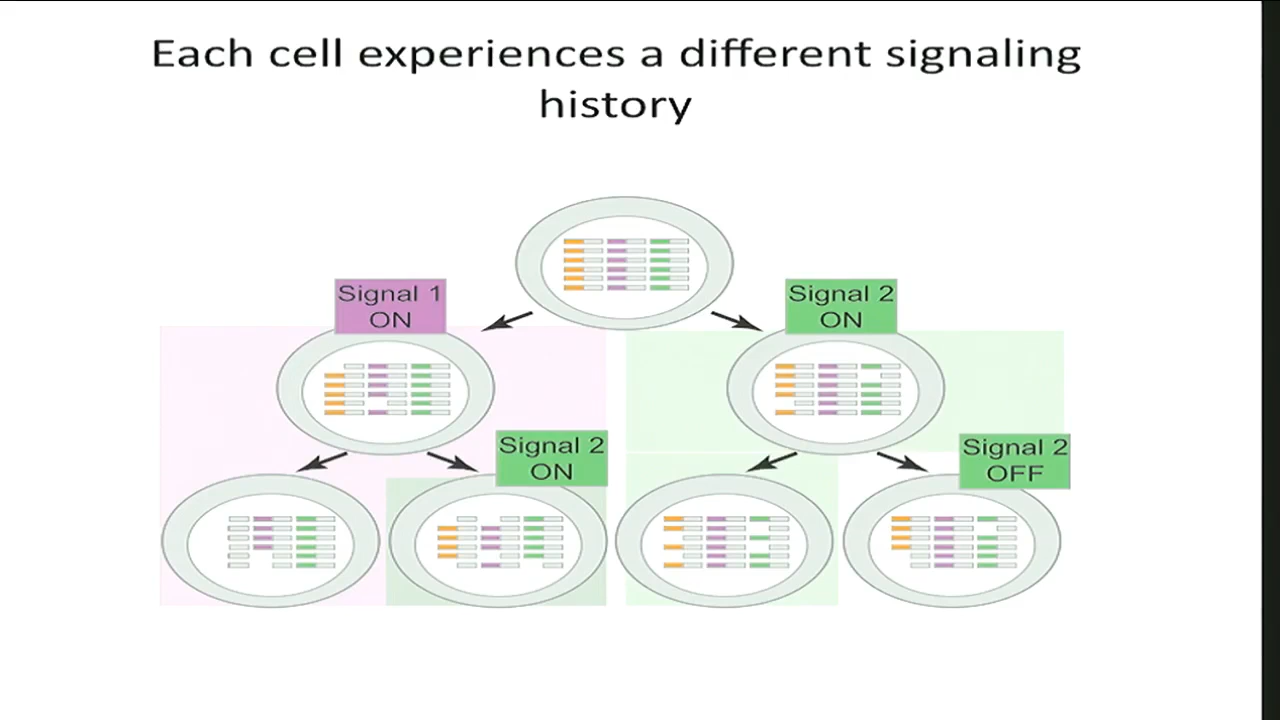 Each cell experiences a different signaling
history
Signal 1
ON
Signal 2
ON
Signal 2
ON
Signal 2
OFF